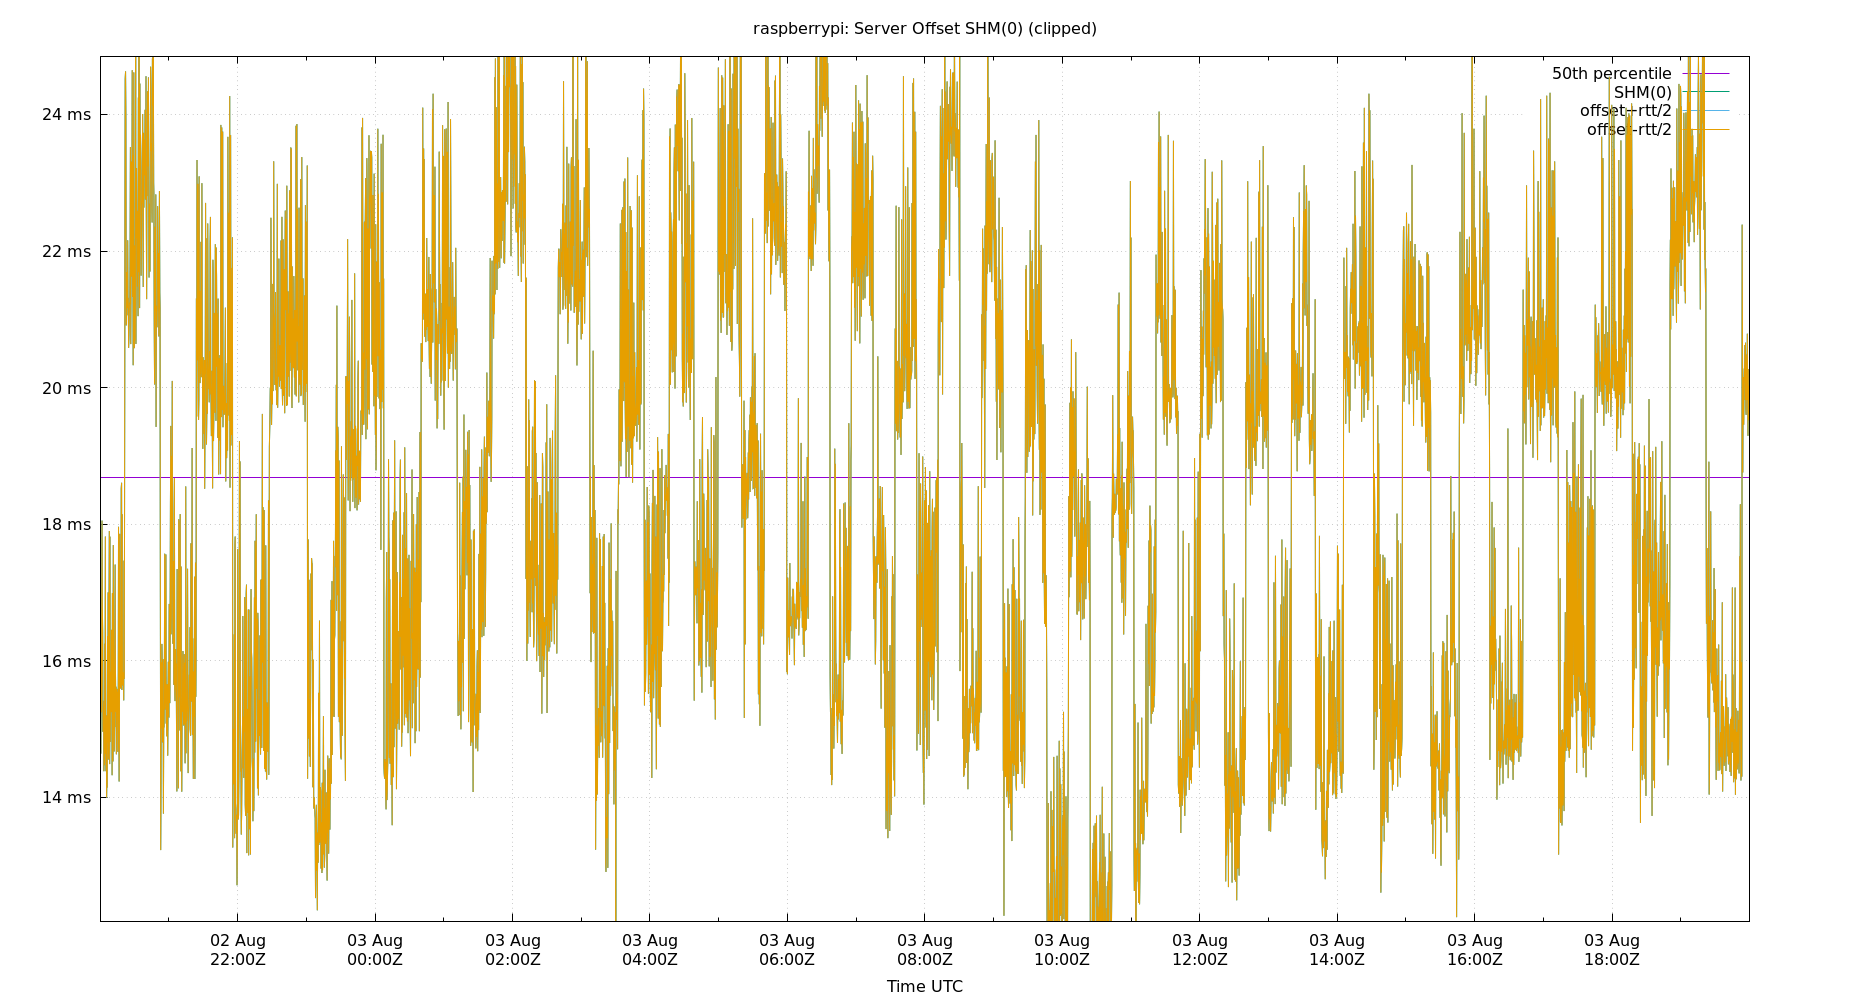 raspberrypi: Server Offset SHM(0) (clipped)
50th percentile
SHM(0)
offset+rtt/2
offset-rtt/2
24 ms
22 ms
20 ms
18 ms
16 ms
14 ms
02 Aug
22:00Z
03 Aug
00:00Z
03 Aug
02:00Z
03 Aug
04:00Z
03 Aug
06:00Z
03 Aug
08:00Z
03 Aug
10:00Z
03 Aug
12:00Z
03 Aug
14:00Z
03 Aug
16:00Z
03 Aug
18:00Z
Time UTC